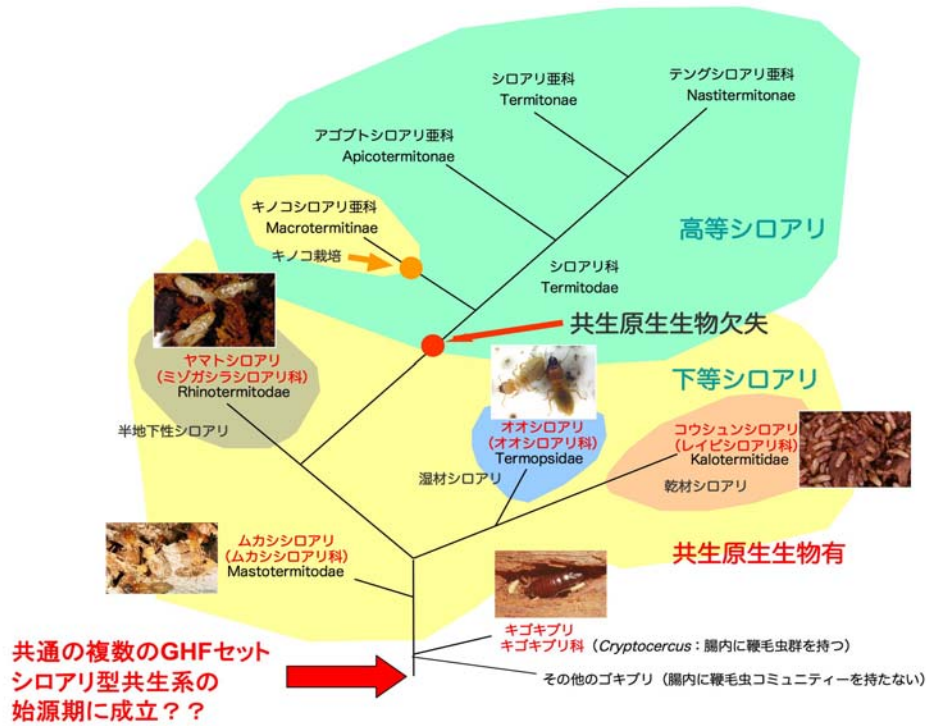 シロアリ亜科
Termitonae
テングシロアリ亜科
Nastitermitonae
アゴブトシロアリ亜科
Apicotermitonae
キノコシロアリ亜科
Macrotermitinae
キノコ栽培
高等シロアリ
シロアリ科
Termitodae
共生原生生物欠失
ヤマトシロアリ
(ミゾガシラシロアリ科)
Rhinotermitodae
半地下性シロアリ
下等シロアリ
オオシロアリ
(オオシロアリ科)
Termopsidae
湿材シロアリ
コウシュンシロアリ
(レイビシロアリ科)
Kalotermitidae
乾材シロアリ
ムカシシロアリ
(ムカシシロアリ科)
Mastotermitodae
共生原生生物有
キゴキブリ
キゴキブリ科(Cryptocercus:腸内に鞭毛虫群を持つ)
その他のゴキブリ(腸内に鞭毛虫コミュニティーを持たない)
共通の複数のGHFセット
シロアリ型共生系の
始源期に成立??